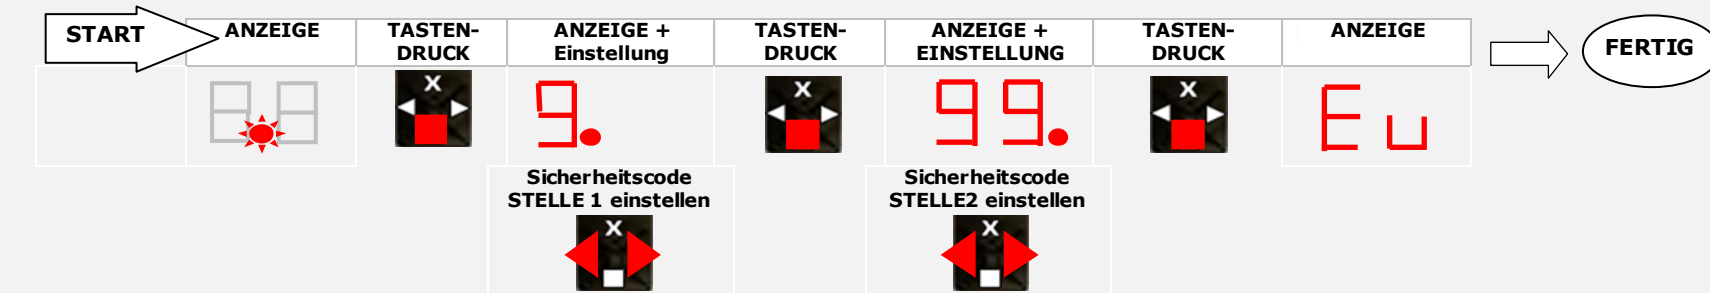 START
ANZEIGE
TASTEN-
DRUCK
ANZEIGE +
Einstellung
TASTEN-
DRUCK
ANZEIGE +
EINSTELLUNG
TASTEN-
DRUCK
ANZEIGE
FERTIG
X
9.
X
99.
X
Eu
Sicherheitscode
STELLE 1 einstellen
X
Sicherheitscode
STELLE2 einstellen
X